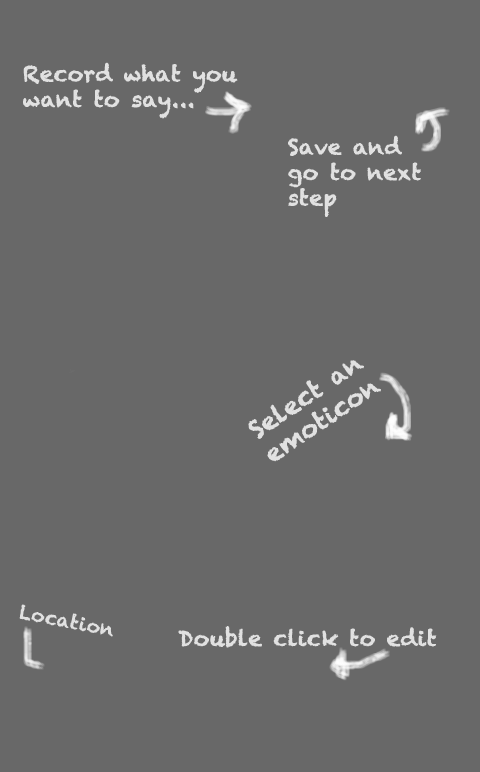 Record what you
want to say...
Save and
go to next
step
Select an
emoticon
Location
Double click to edit